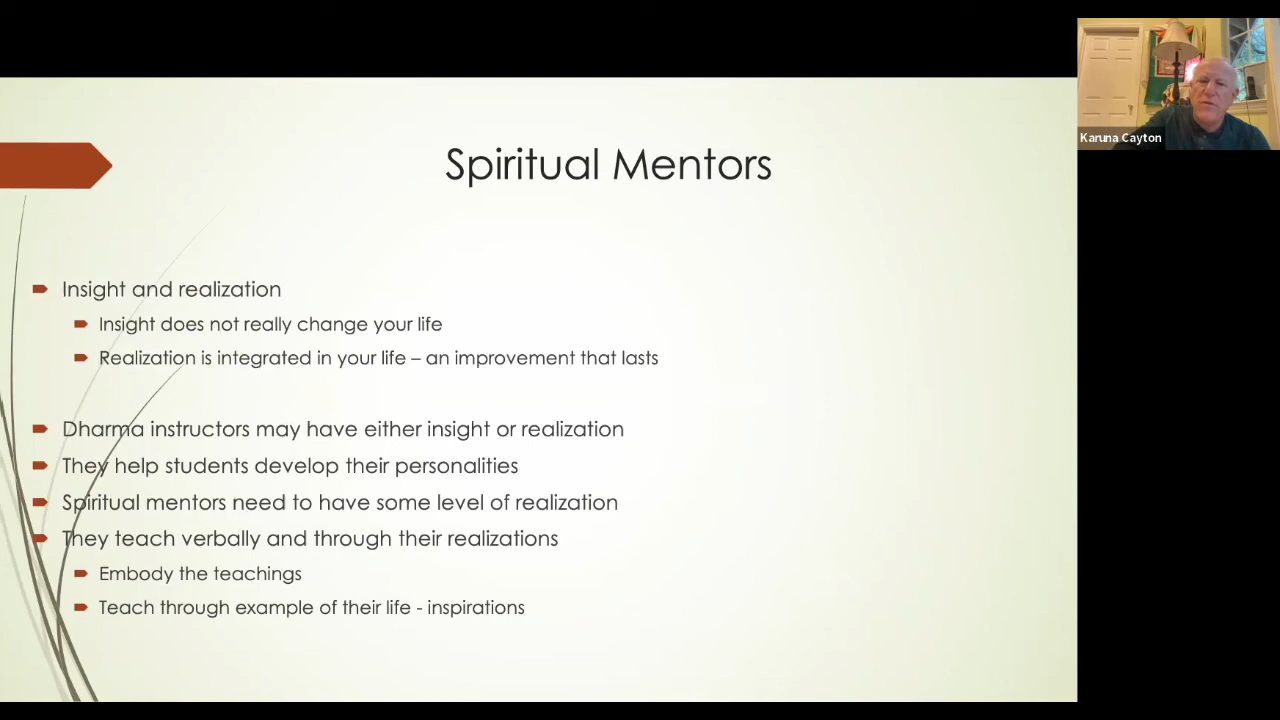 Spiritual Mentors
Insight and realization
Insight does not really change your life
Realization is integrated in your life – an improvement that lasts
Dharma instructors may have either insight or realization
They help students develop their personalities
Spiritual mentors need to have some level of realization
They teach verbally and through their realizations
Embody the teachings
Teach through example of their life - inspirations
Karuna Cayton